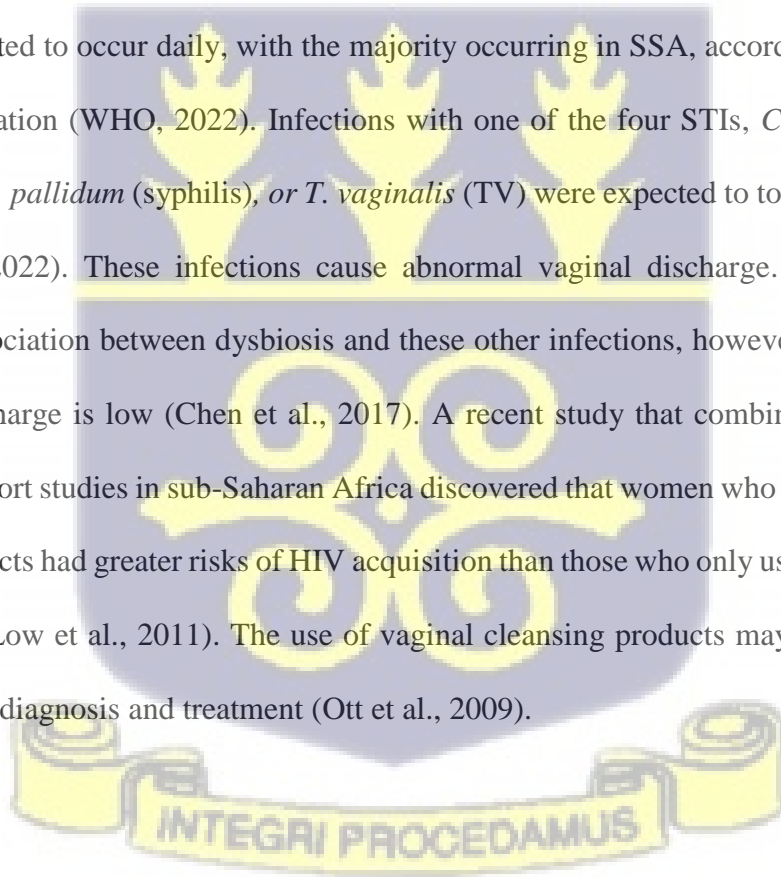 ted to occur daily, with the majority occurring in SSA, accord
ation (WHO, 2022). Infections with one of the four STIs, C
pallidum (syphilis), or T. vaginalis (TV) were expected to to
2022). These infections cause abnormal vaginal discharge.
ociation between dysbiosis and these other infections, howeve
harge is low (Chen et al., 2017). A recent study that combin
ort studies in sub-Saharan Africa discovered that women who
cts had greater risks of HIV acquisition than those who only us
Low et al., 2011). The use of vaginal cleansing products may
diagnosis and treatment (Ott et al., 2009).
INTEGRI PROCEDAMUS